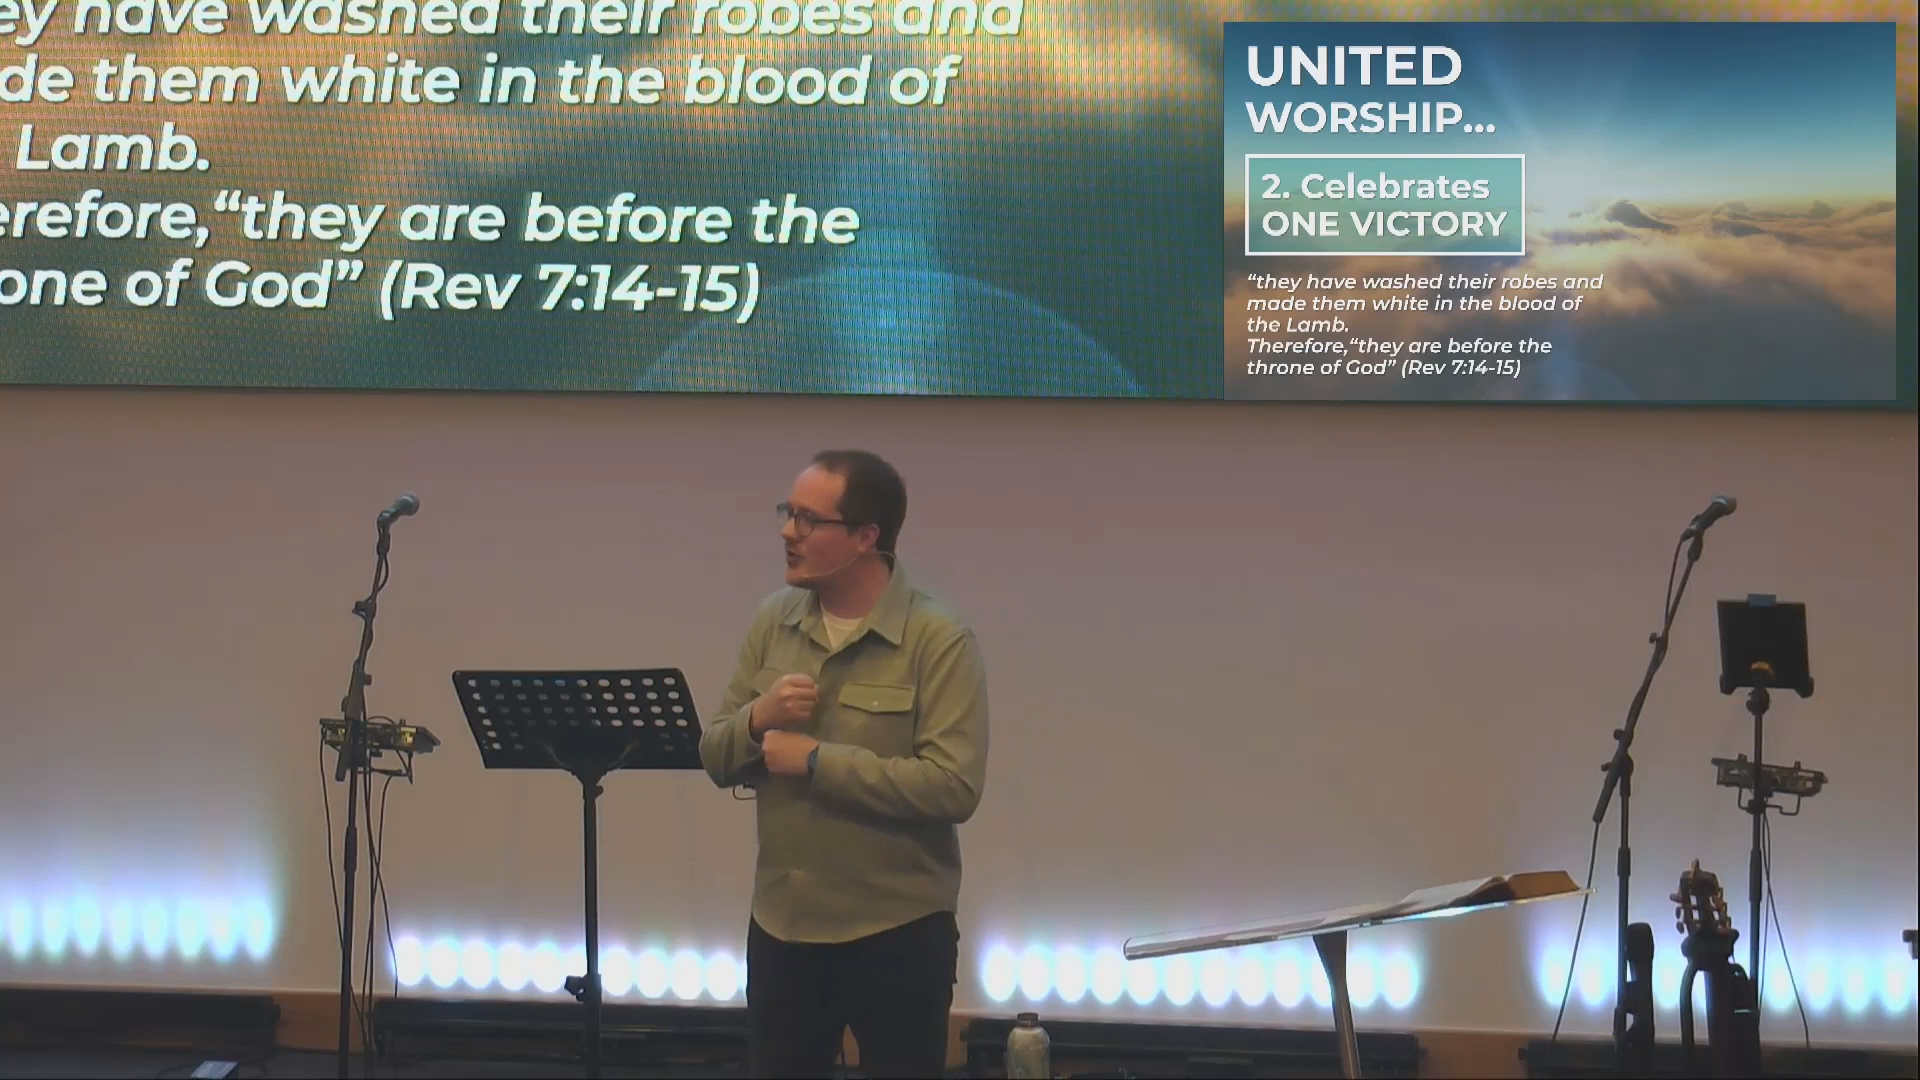 ey have washed their robes and
de them white in the blood of
Lamb.
erefore,“they are before the
one of God” (Rev 7:14-15)
UNITED
WORSHIP...
2. Celebrates
ONE VICTORY
“they have washed their robes and
made them white in the blood of
the Lamb.
Therefore,“they are before the
throne of God” (Rev 7:14-15)